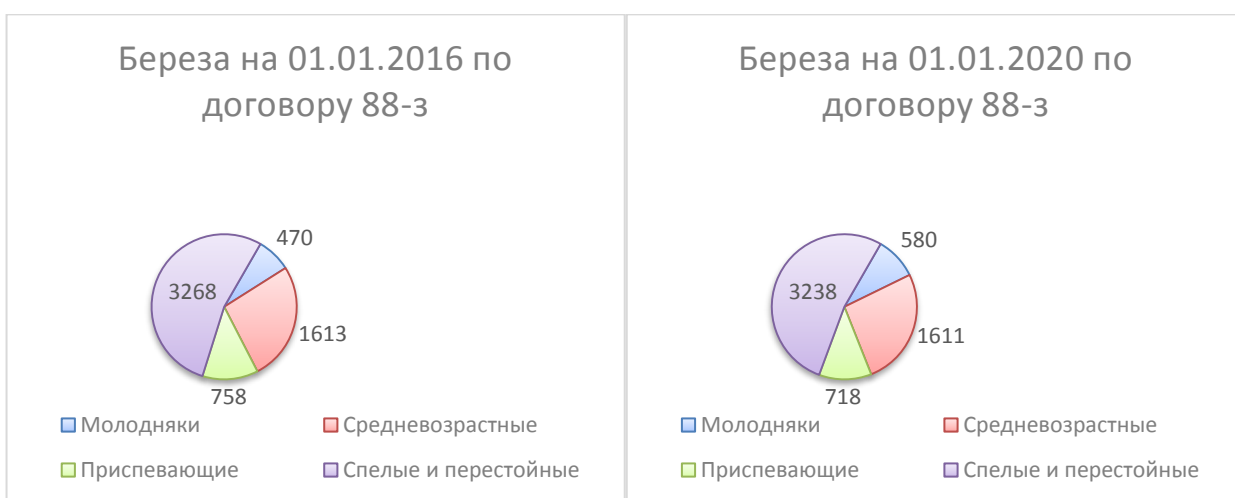 Береза на 01.01.2016 по
договору 88-з
470
3268
1613
758
Молодняки
Средневозрастные
Приспевающие
Спелые и перестойные
Береза на 01.01.2020 по
договору 88-з
580
3238
1611
718
Молодняки
Средневозрастные
Приспевающие
Спелые и перестойные